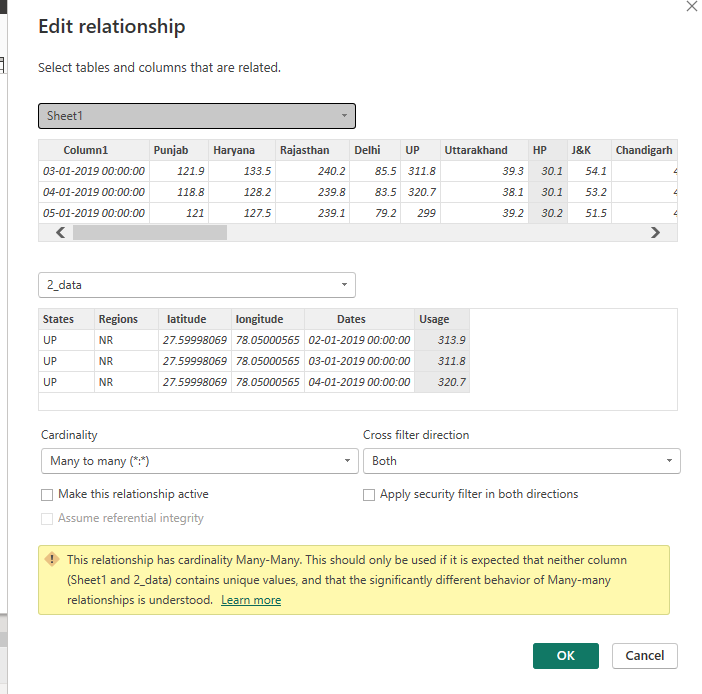 Edit relationship
Select tables and columns that are related.
Sheet1
Column1 Punjab Haryana Rajasthan Delhi UP Uttarakhand HP J&K Chandigarh
03-01-2019 00:00:00 121.9 133.5 240.2 85.5 311.8 39.3 30.1 54.1
04-01-2019 00:00:00 118.8 128.2 239.8 83.5 320.7 38.1 30.1 53.2
05-01-2019 00:00:00 121 127.5 239.1 79.2 299 39.2 30.2 51.5
2_data
States Regions latitude longitude Dates Usage
UP NR 27.59998069 78.05000565 02-01-2019 00:00:00 313.9
UP NR 27.59998069 78.05000565 03-01-2019 00:00:00 311.8
UP NR 27.59998069 78.05000565 04-01-2019 00:00:00 320.7
Cardinality Cross filter direction
Many to many (*:*) Both
Make this relationship active Apply security filter in both directions
Assume referential integrity
This relationship has cardinality Many-Many. This should only be used if it is expected that neither column
(Sheet1 and 2_data) contains unique values, and that the significantly different behavior of Many-many
relationships is understood. Learn more
OK Cancel